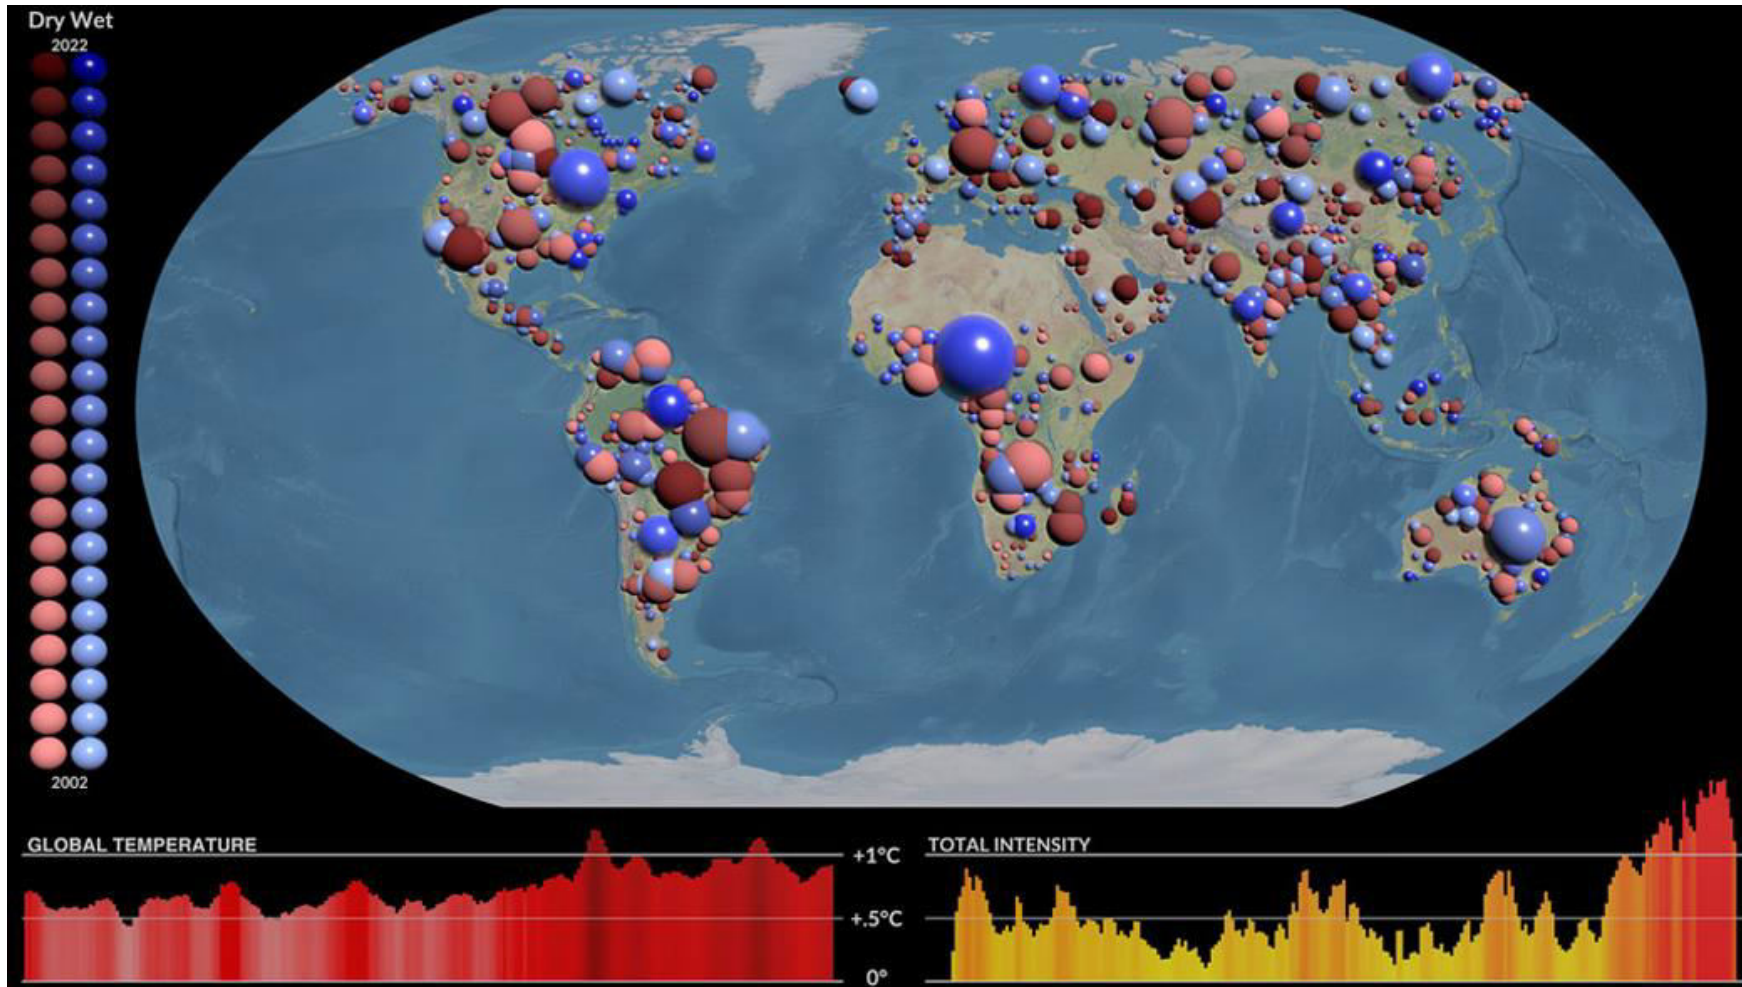 Dry Wet
2022
2002
GLOBAL TEMPERATURE
+1°C
+.5°C
0°
TOTAL INTENSITY